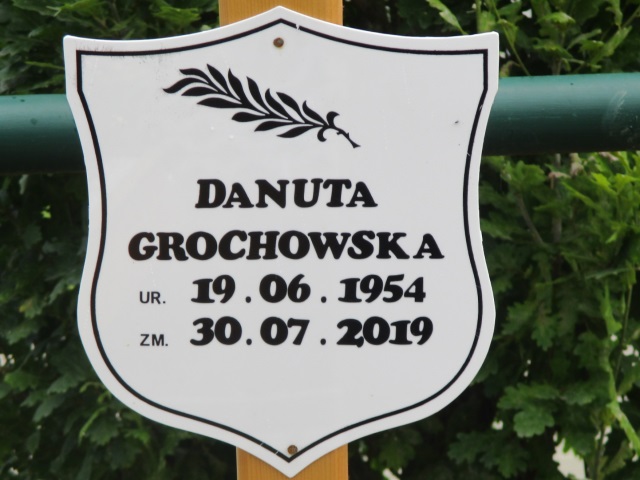 DANUTA
GROCHOWSKA
UR. 19.06.1954
ZM. 30.07.2019